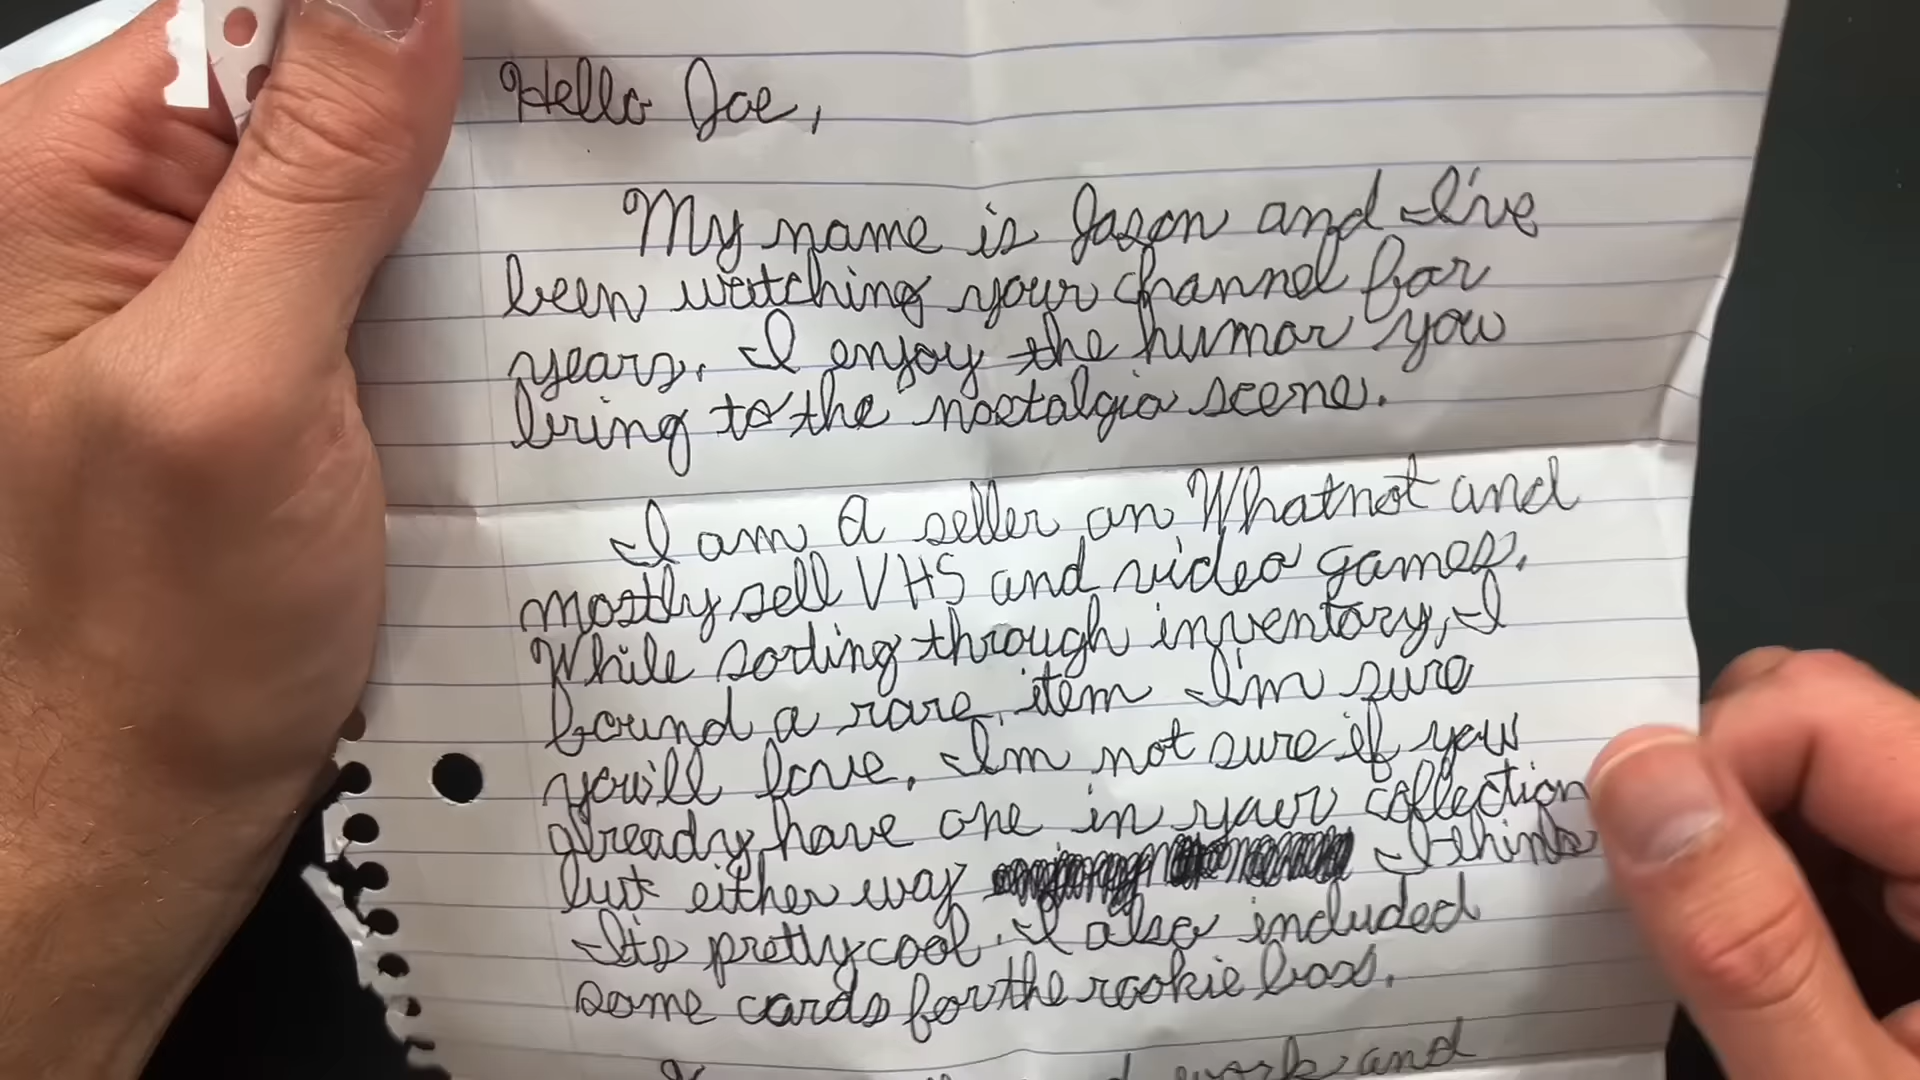 Hello Joe,
My name is Jason and I've
been watching your channel for
years. I enjoy the humor you
bring to the nostalgia scene.
I am a seller on Whatnot and
mostly sell VHS and video games.
While sorting through inventory, I
found a rare item I'm sure
you'll love. I'm not sure if you
already have one in your collection
but either way I think
Its pretty cool. I also included
some cards for the rookie boss.
work and